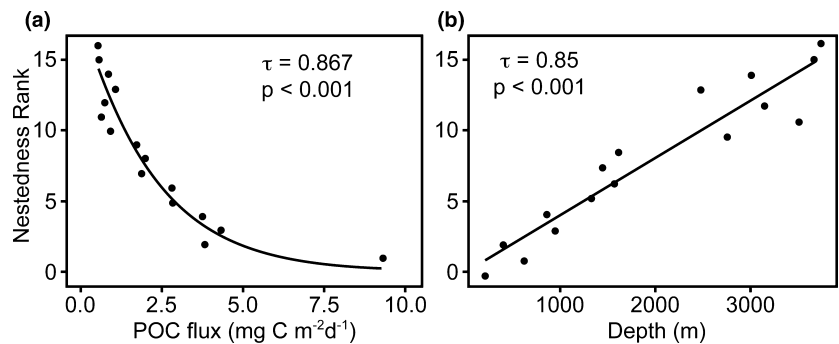 (a)
τ = 0.867
p < 0.001
Nestedness Rank
15
10
5
0
0.0 2.5 5.0 7.5 10.0
POC flux (mg C m⁻²d⁻¹)
(b)
τ = 0.85
p < 0.001
15
10
5
0
1000 2000 3000
Depth (m)